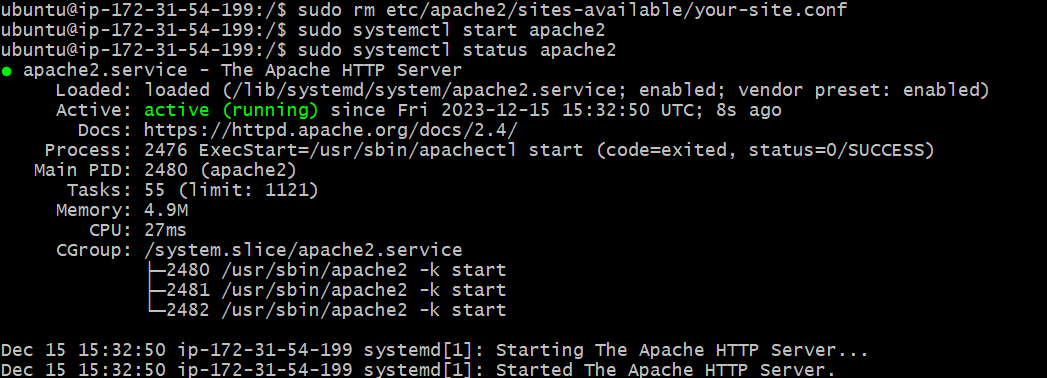 ubuntu@ip-172-31-54-199:/$ sudo rm etc/apache2/sites-available/your-site.conf
ubuntu@ip-172-31-54-199:/$ sudo systemctl start apache2
ubuntu@ip-172-31-54-199:/$ sudo systemctl status apache2
● apache2.service - The Apache HTTP Server
     Loaded: loaded (/lib/systemd/system/apache2.service; enabled; vendor preset: enabled)
     Active: active (running) since Fri 2023-12-15 15:32:50 UTC; 8s ago
       Docs: https://httpd.apache.org/docs/2.4/
    Process: 2476 ExecStart=/usr/sbin/apachectl start (code=exited, status=0/SUCCESS)
   Main PID: 2480 (apache2)
      Tasks: 55 (limit: 1121)
     Memory: 4.9M
        CPU: 27ms
     CGroup: /system.slice/apache2.service
             ├─2480 /usr/sbin/apache2 -k start
             ├─2481 /usr/sbin/apache2 -k start
             └─2482 /usr/sbin/apache2 -k start

Dec 15 15:32:50 ip-172-31-54-199 systemd[1]: Starting The Apache HTTP Server...
Dec 15 15:32:50 ip-172-31-54-199 systemd[1]: Started The Apache HTTP Server.